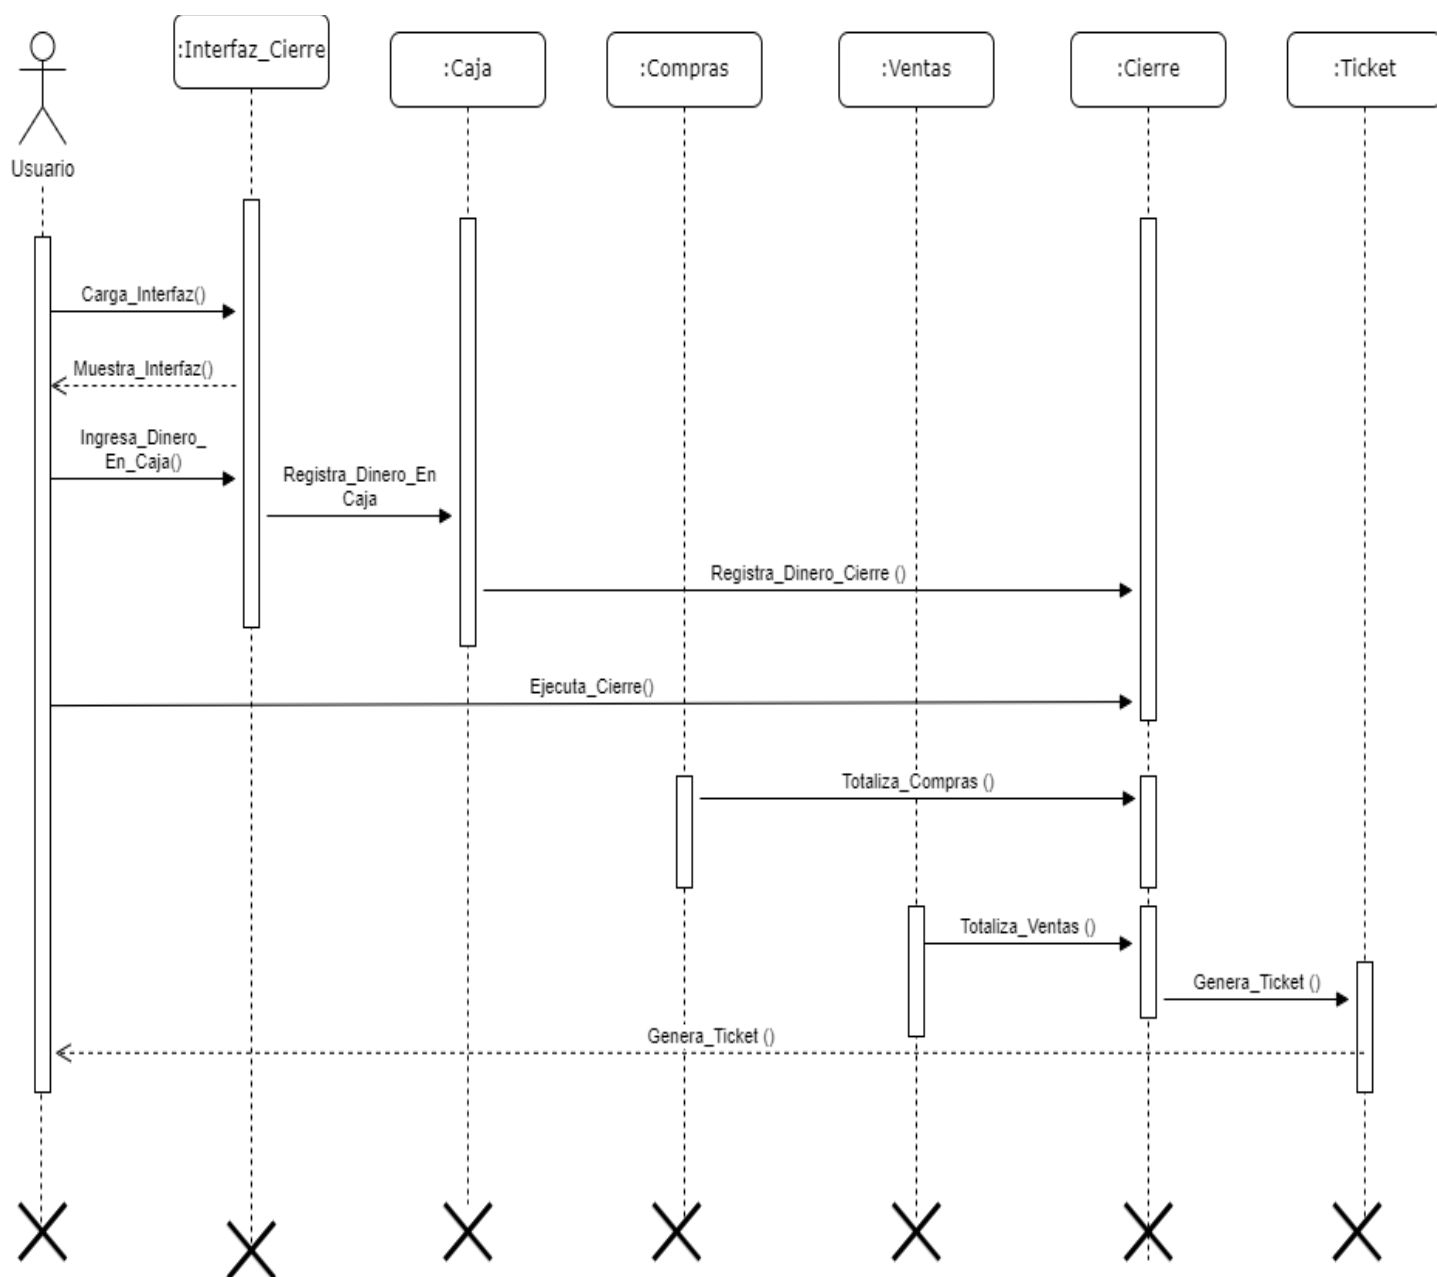 :Interfaz_Cierre
:Caja
:Compras
:Ventas
:Cierre
:Ticket
Usuario
Carga_Interfaz()
Muestra_Interfaz()
Ingresa_Dinero_
En_Caja()
Registra_Dinero_En
Caja
Registra_Dinero_Cierre ()
Ejecuta_Cierre()
Totaliza_Compras ()
Totaliza_Ventas ()
Genera_Ticket ()
Genera_Ticket ()